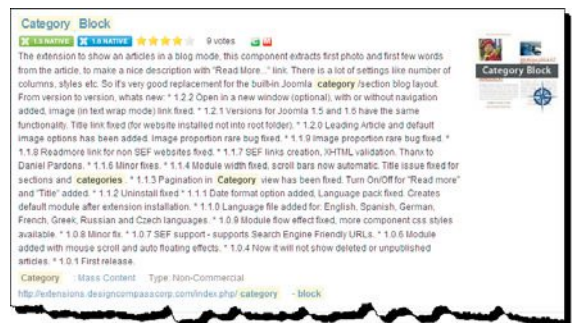 Category Block
1.5 NATIVE 1.6 NATIVE 9 votes C M
The extension to show an articles in a blog mode, this component extracts first photo and first few words
from the article, to make a nice description with "Read More..." link. There is a lot of settings like number of
columns, styles etc. So it's very good replacement for the built-in Joomla category /section blog layout.
From version to version, whats new: * 1.2.2 Open in a new window (optional), with or without navigation
added, image (in text wrap mode) link fixed. * 1.2.1 Versions for Joomla 1.5 and 1.6 have the same
functionality. Title link fixed (for website installed not into root folder). * 1.2.0 Leading Article and default
image options has been added. Image proportion rare bug fixed. * 1.1.9 Image proportion rare bug fixed. *
1.1.8 Readmore link for non SEF websites fixed. * 1.1.7 SEF links creation, XHTML validation. Thanx to
Daniel Pardons. * 1.1.6 Minor fixes. * 1.1.4 Module width fixed, scroll bars now automatic. Title issue fixed for
sections and categories . * 1.1.3 Pagination in Category view has been fixed. Turn On/Off for "Read more"
and "Title" added. * 1.1.2 Uninstall fixed * 1.1.1 Date format option added, Language pack fixed. Creates
default module after extension installation. * 1.1.0 Language file added for: English, Spanish, German,
French, Greek, Russian and Czech languages. * 1.0.9 Module flow effect fixed, more component css styles
available. * 1.0.8 Minor fix. * 1.0.7 SEF support - supports Search Engine Friendly URLs. * 1.0.6 Module
added with mouse scroll and auto floating effects. * 1.0.4 Now it will not show deleted or unpublished
articles. * 1.0.1 First release.
Category : Mass Content Type: Non-Commercial
http://extensions.designcompasscorp.com/index.php/ category - block
Category Block